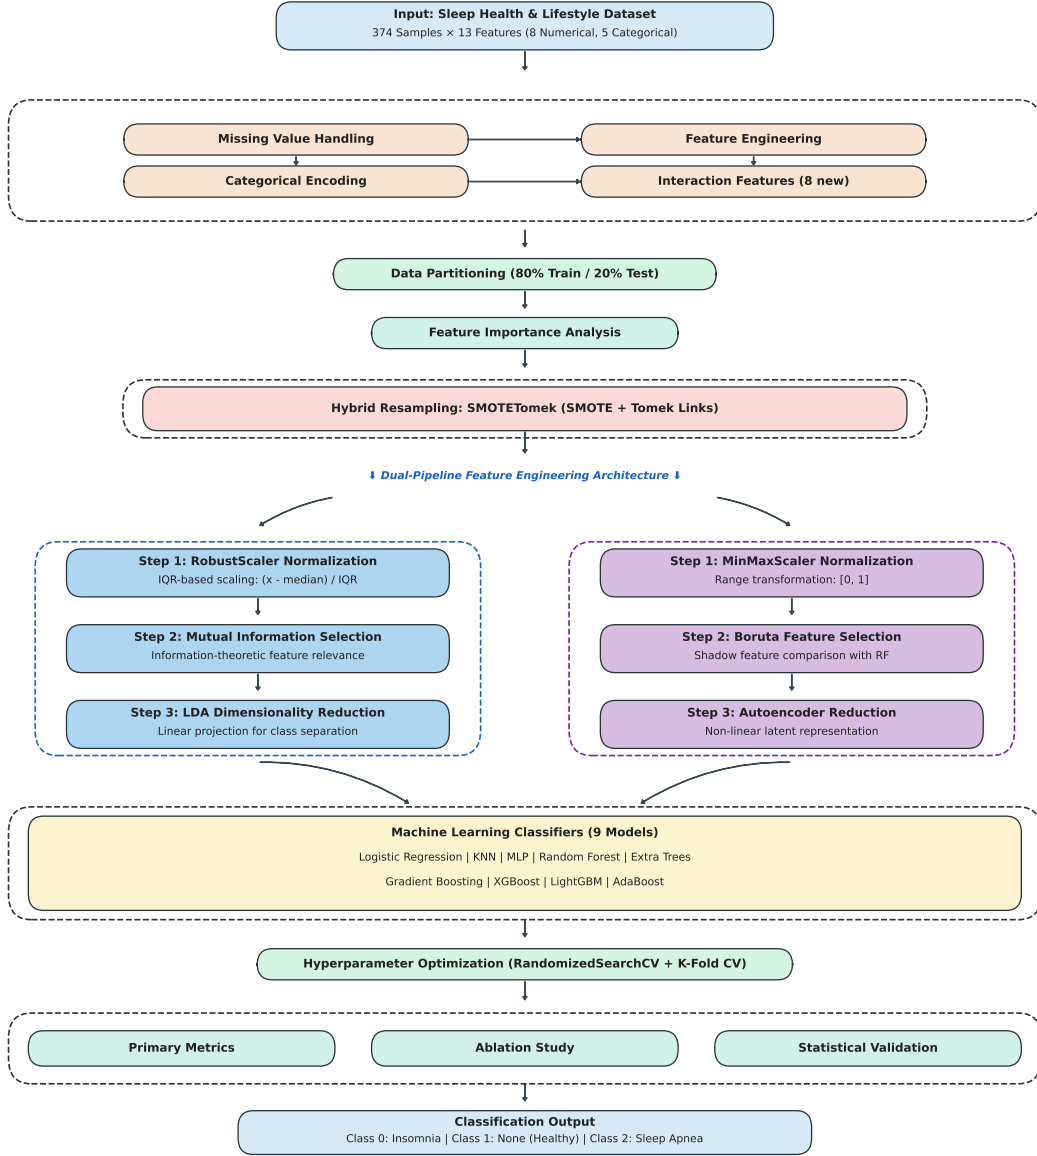 Input: Sleep Health & Lifestyle Dataset
374 Samples × 13 Features (8 Numerical, 5 Categorical)
Missing Value Handling
Feature Engineering
Categorical Encoding
Interaction Features (8 new)
Data Partitioning (80% Train / 20% Test)
Feature Importance Analysis
Hybrid Resampling: SMOTETomek (SMOTE + Tomek Links)
⬇ Dual-Pipeline Feature Engineering Architecture ⬇
Step 1: RobustScaler Normalization
IQR-based scaling: (x - median) / IQR
Step 2: Mutual Information Selection
Information-theoretic feature relevance
Step 3: LDA Dimensionality Reduction
Linear projection for class separation
Step 1: MinMaxScaler Normalization
Range transformation: [0, 1]
Step 2: Boruta Feature Selection
Shadow feature comparison with RF
Step 3: Autoencoder Reduction
Non-linear latent representation
Machine Learning Classifiers (9 Models)
Logistic Regression | KNN | MLP | Random Forest | Extra Trees
Gradient Boosting | XGBoost | LightGBM | AdaBoost
Hyperparameter Optimization (RandomizedSearchCV + K-Fold CV)
Primary Metrics
Ablation Study
Statistical Validation
Classification Output
Class 0: Insomnia | Class 1: None (Healthy) | Class 2: Sleep Apnea